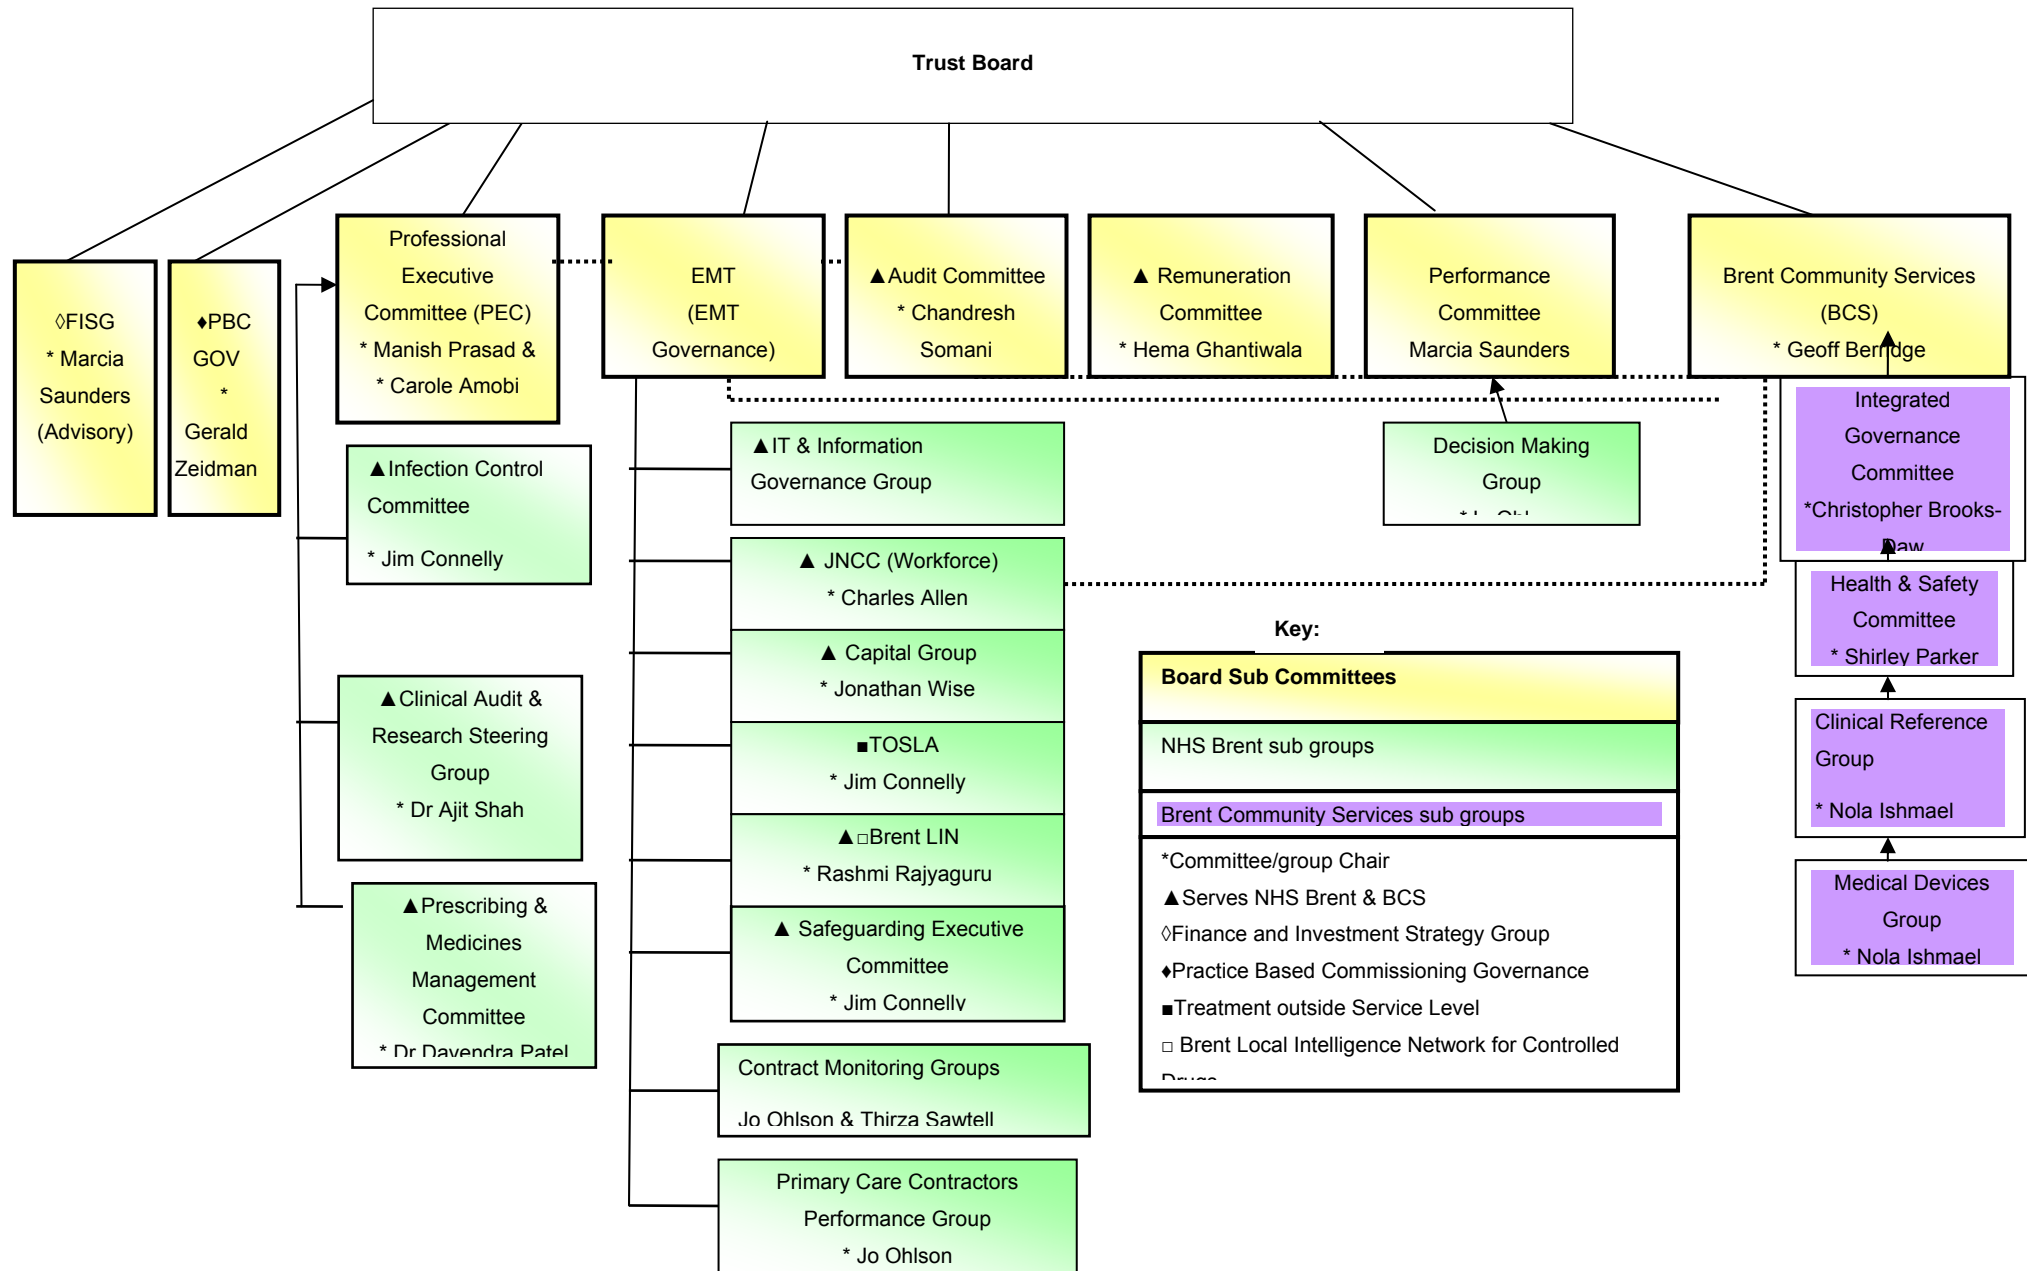 Trust Board
◊FISG
* Marcia
Saunders
(Advisory)
♦PBC
GOV
*
Gerald
Zeidman
Professional
Executive
Committee (PEC)
* Manish Prasad &
* Carole Amobi
EMT
(EMT
Governance)
▲Audit Committee
* Chandresh
Somani
▲ Remuneration
Committee
* Hema Ghantiwala
Performance
Committee
Marcia Saunders
Brent Community Services
(BCS)
* Geoff Berridge
▲Infection Control
Committee
* Jim Connelly
▲Clinical Audit &
Research Steering
Group
* Dr Ajit Shah
▲Prescribing &
Medicines
Management
Committee
* Dr Davendra Patel
▲IT & Information
Governance Group
▲ JNCC (Workforce)
* Charles Allen
▲ Capital Group
* Jonathan Wise
■TOSLA
* Jim Connelly
▲□Brent LIN
* Rashmi Rajyaguru
▲ Safeguarding Executive
Committee
* Jim Connelly
Contract Monitoring Groups
Jo Ohlson & Thirza Sawtell
Primary Care Contractors
Performance Group
* Jo Ohlson
Decision Making
Group
*
Integrated
Governance
Committee
*Christopher Brooks-
Daw
Health & Safety
Committee
* Shirley Parker
Clinical Reference
Group
* Nola Ishmael
Medical Devices
Group
* Nola Ishmael
Key:
Board Sub Committees
NHS Brent sub groups
Brent Community Services sub groups
*Committee/group Chair
▲Serves NHS Brent & BCS
◊Finance and Investment Strategy Group
♦Practice Based Commissioning Governance
■Treatment outside Service Level
□ Brent Local Intelligence Network for Controlled
Drugs